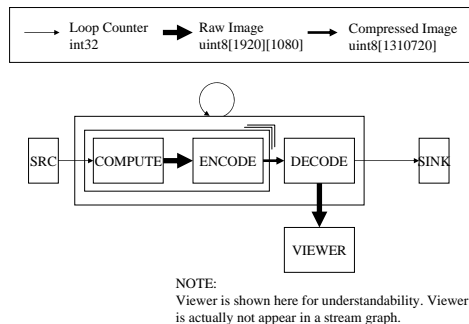 Loop Counter
int32
Raw Image
uint8[1920][1080]
Compressed Image
uint8[1310720]
SRC
COMPUTE
ENCODE
DECODE
SINK
VIEWER
NOTE:
Viewer is shown here for understandability. Viewer
is actually not appear in a stream graph.